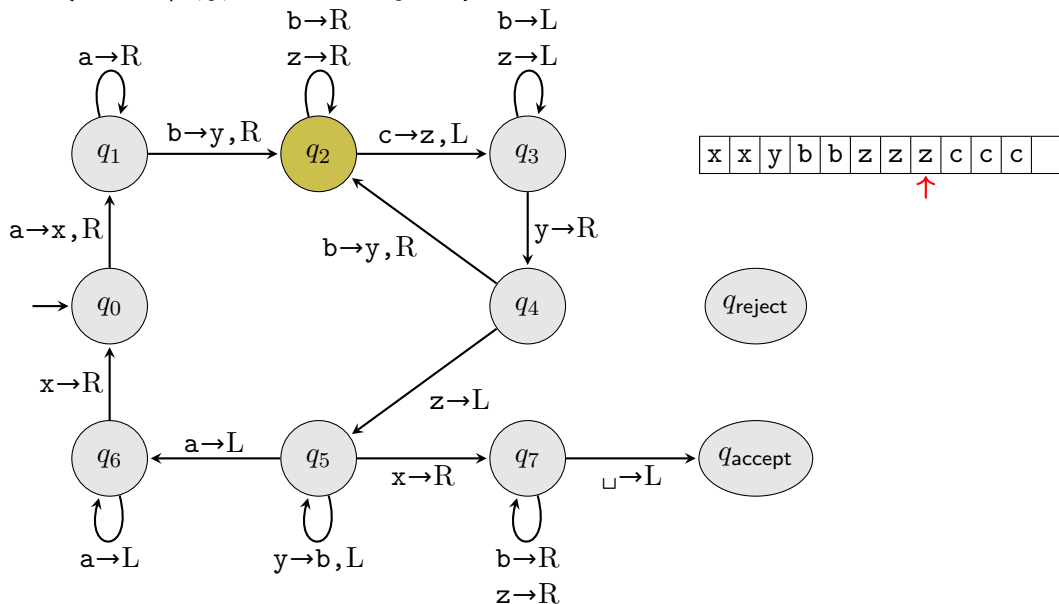 b→R
b→L
a→R
z→R
z→L
q1
b→y,R
q2
c→z,L
q3
x x y b b z z z c c c
↑
a→x,R
b→y,R
y→R
q0
q4
qreject
x→R
z→L
q6
a→L
q5
x→R
q7
␣→L
qaccept
a→L
y→b,L
b→R
z→R